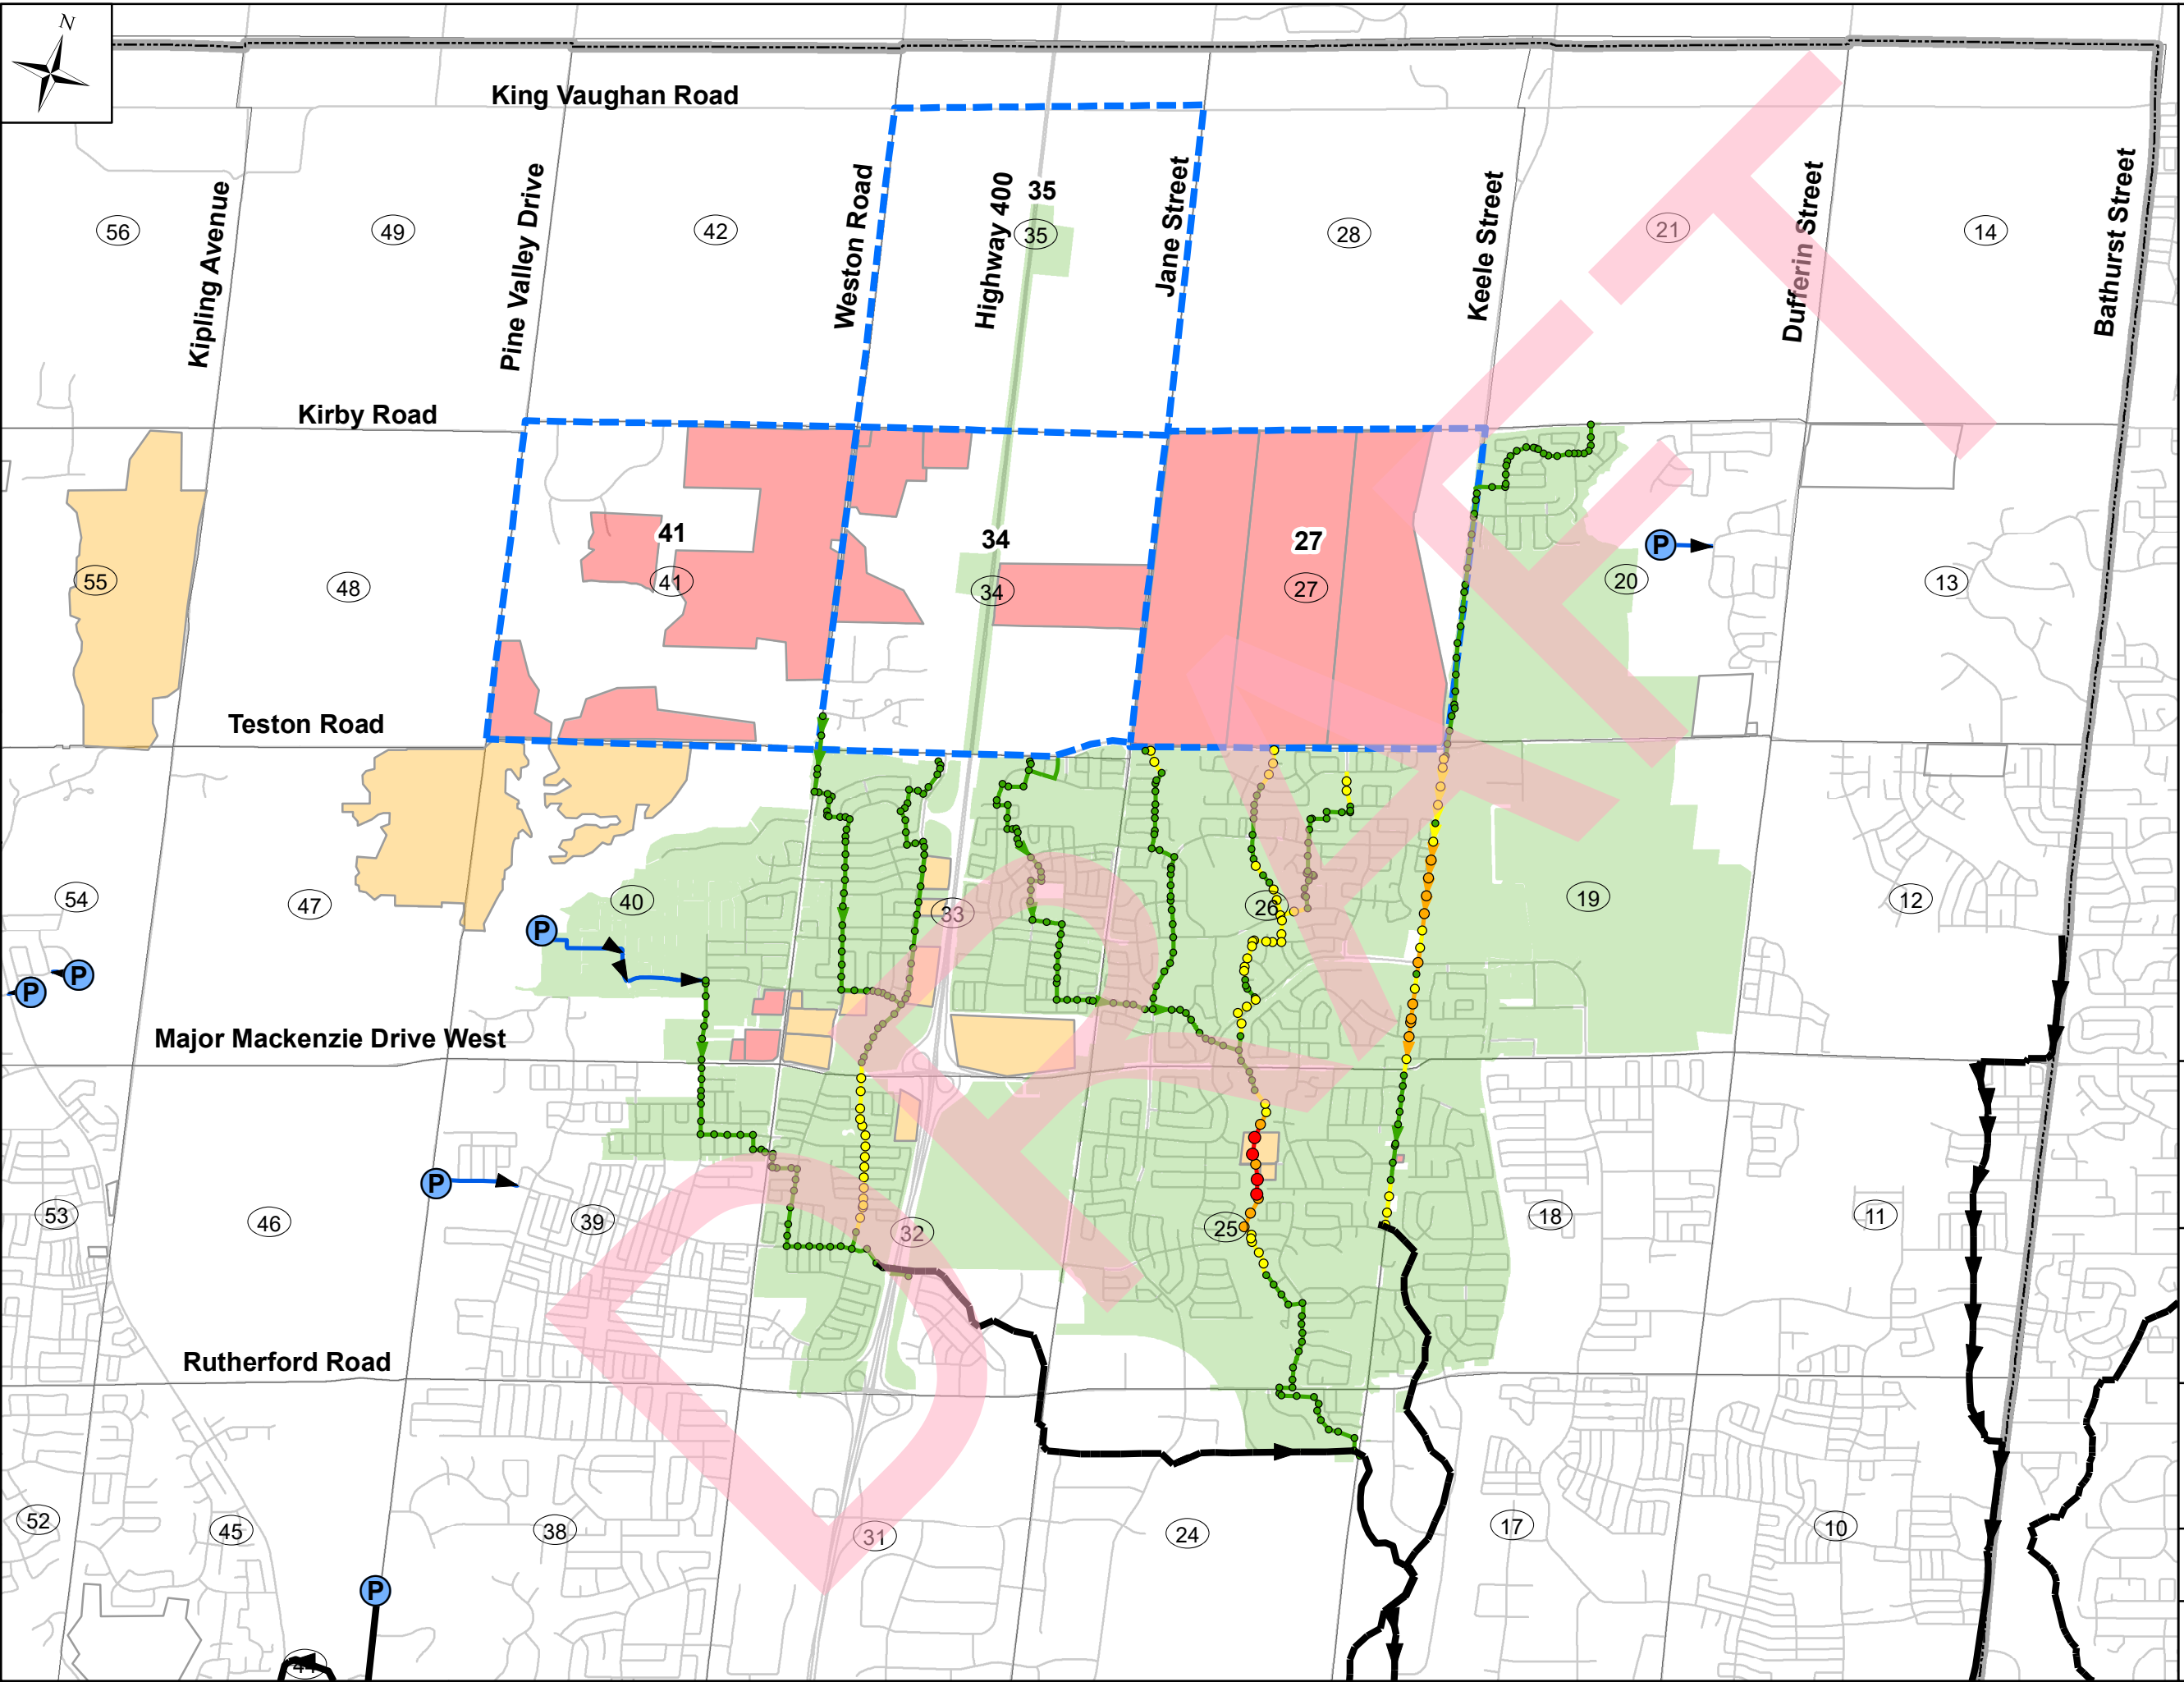 N
King Vaughan Road
Kipling Avenue
Pine Valley Drive
Weston Road
Highway 400
Jane Street
Keele Street
Dufferin Street
Bathurst Street
35
56
49
42
35
28
21
14
Kirby Road
41
34
27
P
55
48
41
34
27
20
13
Teston Road
54
47
40
33
26
19
12
P
P
P
Major Mackenzie Drive West
P
53
46
39
32
25
18
11
Rutherford Road
52
45
38
31
24
17
10
P
44
DRAFT